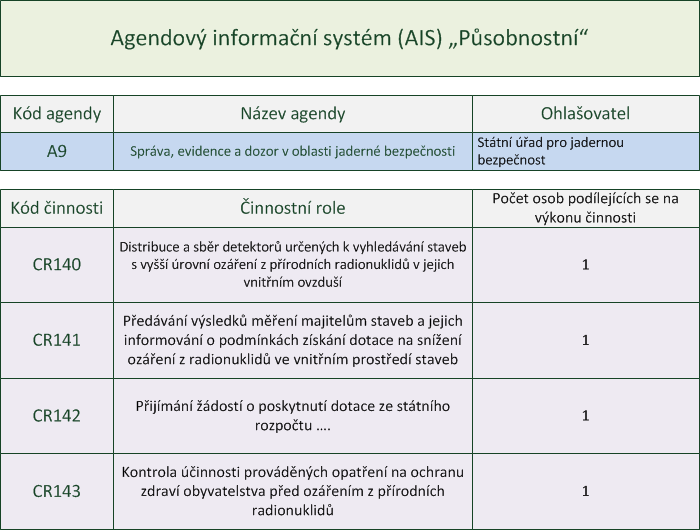 Agendový informační systém (AIS) „Působnostní“
Kód agendy
Název agendy
Ohlašovatel
A9
Správa, evidence a dozor v oblasti jaderné bezpečnosti
Státní úřad pro jadernou
bezpečnost
Kód činnosti
Činnostní role
Počet osob podílejících se na
výkonu činnosti
CR140
Distribuce a sběr detektorů určených k vyhledávání staveb
s vyšší úrovní ozáření z přírodních radionuklidů v jejich
vnitřním ovzduší
1
CR141
Předávání výsledků měření majitelům staveb a jejich
informování o podmínkách získání dotace na snížení
ozáření z radionuklidů ve vnitřním prostředí staveb
1
CR142
Přijímání žádostí o poskytnutí dotace ze státního
rozpočtu ....
1
CR143
Kontrola účinnosti prováděných opatření na ochranu
zdraví obyvatelstva před ozářením z přírodních
radionuklidů
1